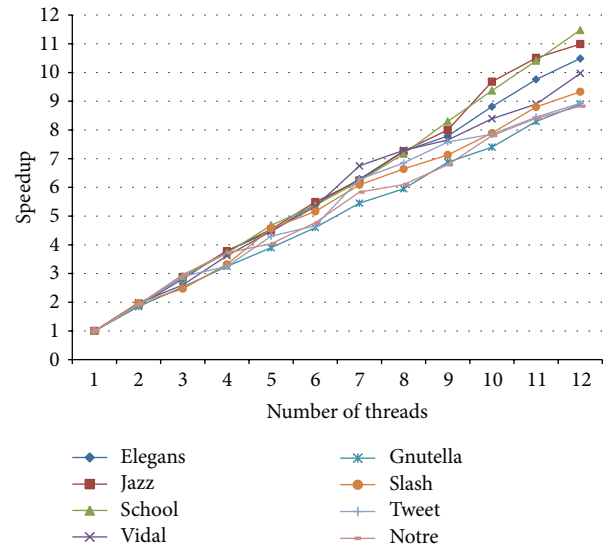 12
11
10
9
8
7
6
5
4
3
2
1
0
Speedup
1 2 3 4 5 6 7 8 9 10 11 12
Number of threads
Elegans
Jazz
School
Vidal
Gnutella
Slash
Tweet
Notre